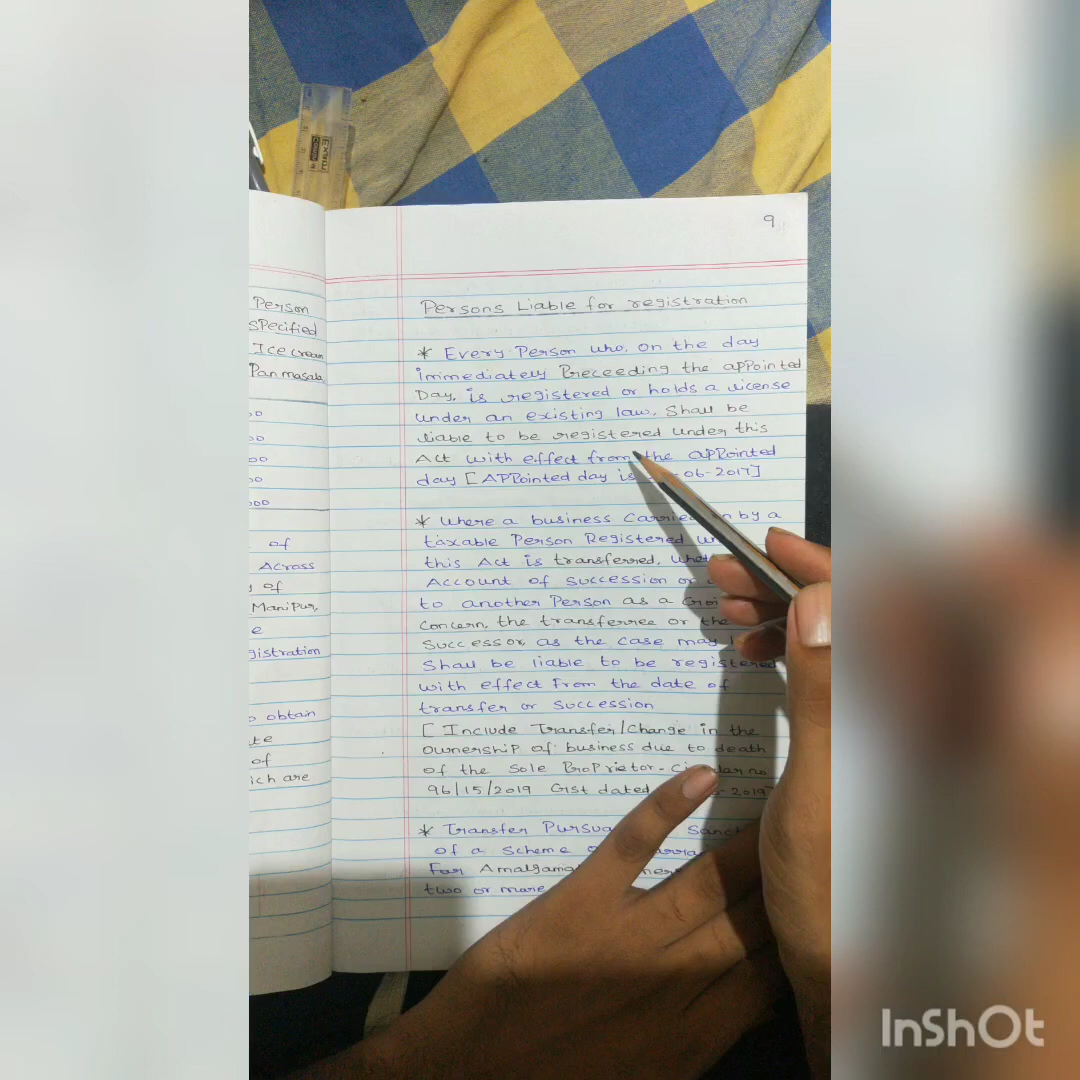 9
Person
Specified
Ice cream
Pan masala
of
Across
of
Manipur,
e
gistration
obtain
te
of
ich are
Persons Liable for registration
* Every Person who, on the day
immediately Preceeding the appointed
Day, is registered or holds a license
under an existing law, Shall be
liable to be registered under this
Act with effect from the appointed
day [Appointed day is -06-2017]
* Where a business Carried n by a
taxable Person Registered
this Act is transferred,
Account of succession or
to another Person as a
Concern, the transferee or the
Successor, as the case may
Shall be liable to be registered
with effect From the date of
transfer or Succession
[Include Transfer/Change in the
ownership of business due to death
of the Sole Proprietor - no
96/15/2019 Gst dated -2019]
* Transfer
of a Scheme
For
two or more
InShOt